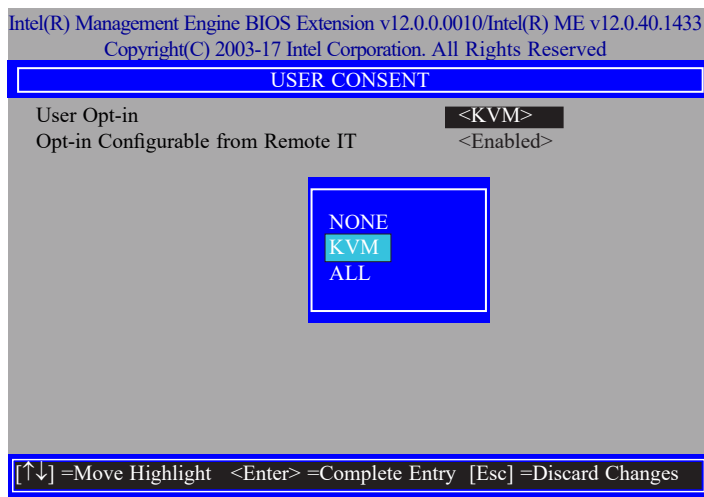 Intel(R) Management Engine BIOS Extension v12.0.0.0010/Intel(R) ME v12.0.40.1433
Copyright(C) 2003-17 Intel Corporation. All Rights Reserved
USER CONSENT
User Opt-in <KVM>
Opt-in Configurable from Remote IT <Enabled>
NONE
KVM
ALL
[↑↓] =Move Highlight <Enter> =Complete Entry [Esc] =Discard Changes